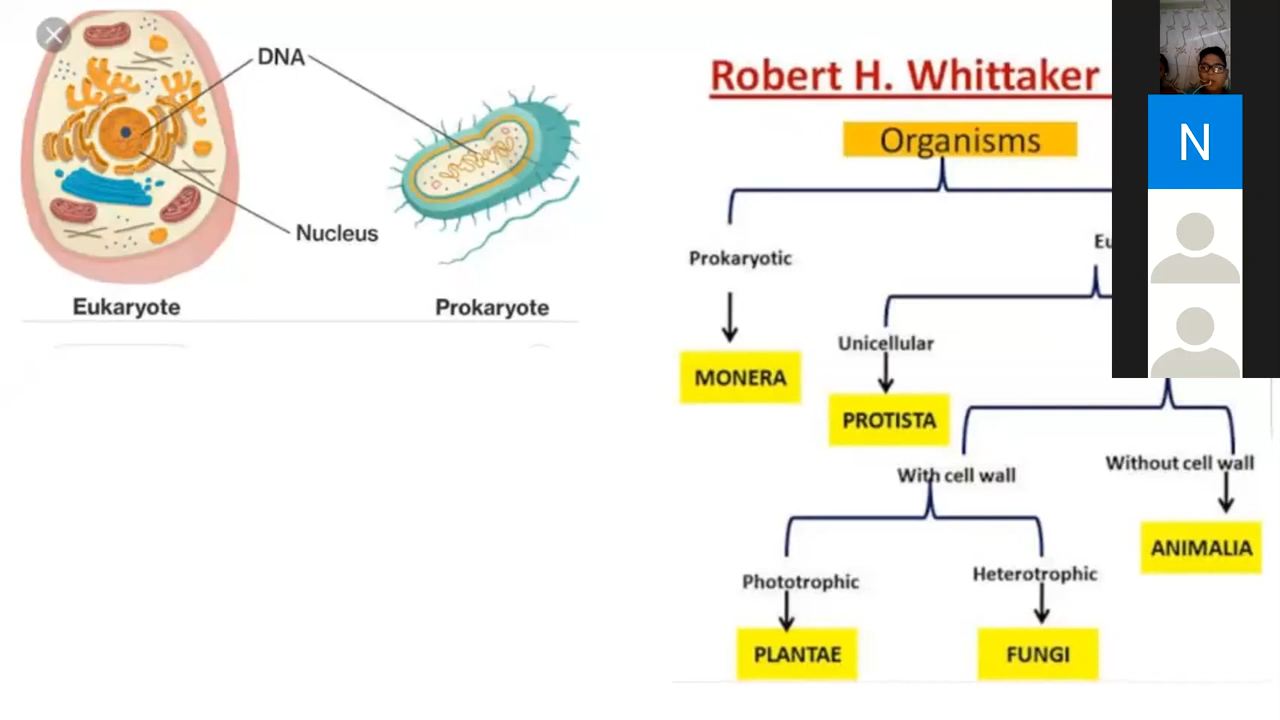 DNA
Nucleus
Eukaryote
Prokaryote
Robert H. Whittaker
Organisms
Prokaryotic
Eu
Unicellular
MONERA
PROTISTA
With cell wall
Without cell wall
ANIMALIA
Phototrophic
Heterotrophic
PLANTAE
FUNGI
N